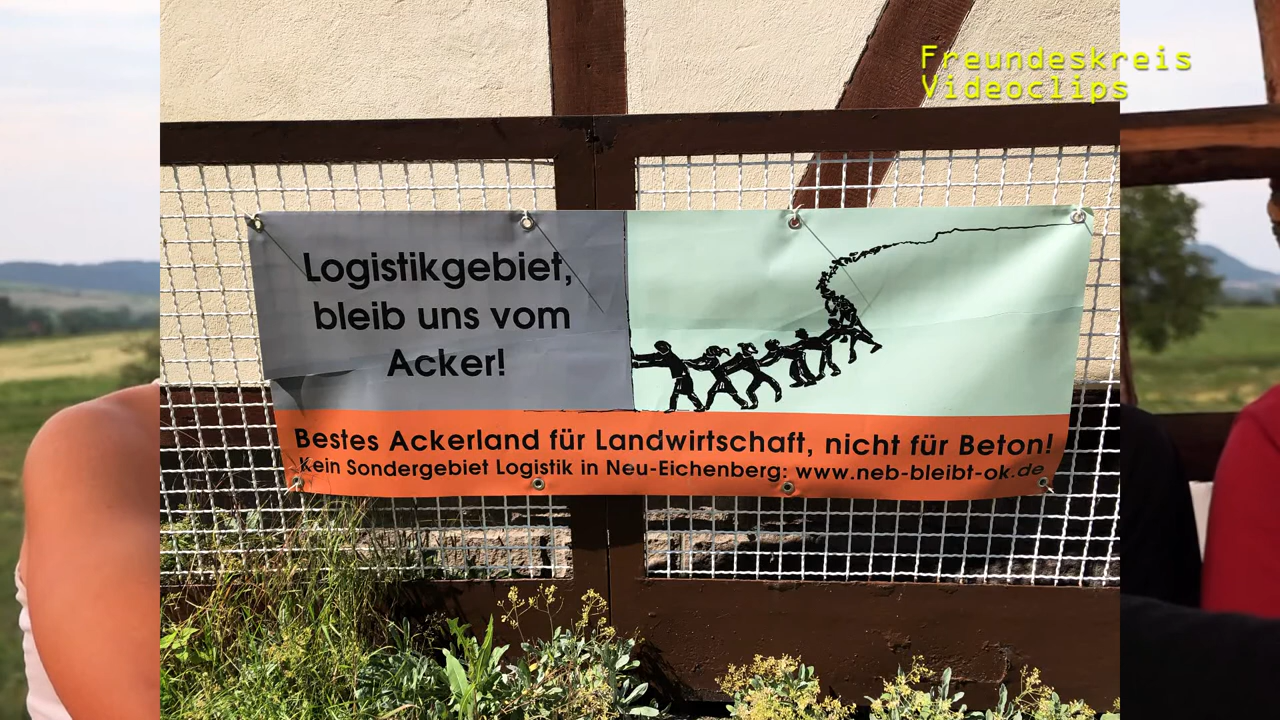 Freundeskreis
Videoclips
Logistikgebiet,
bleib uns vom
Acker!
Bestes Ackerland für Landwirtschaft, nicht für Beton!
Kein Sondergebiet Logistik in Neu-Eichenberg: www.neb-bleibt-ok.de